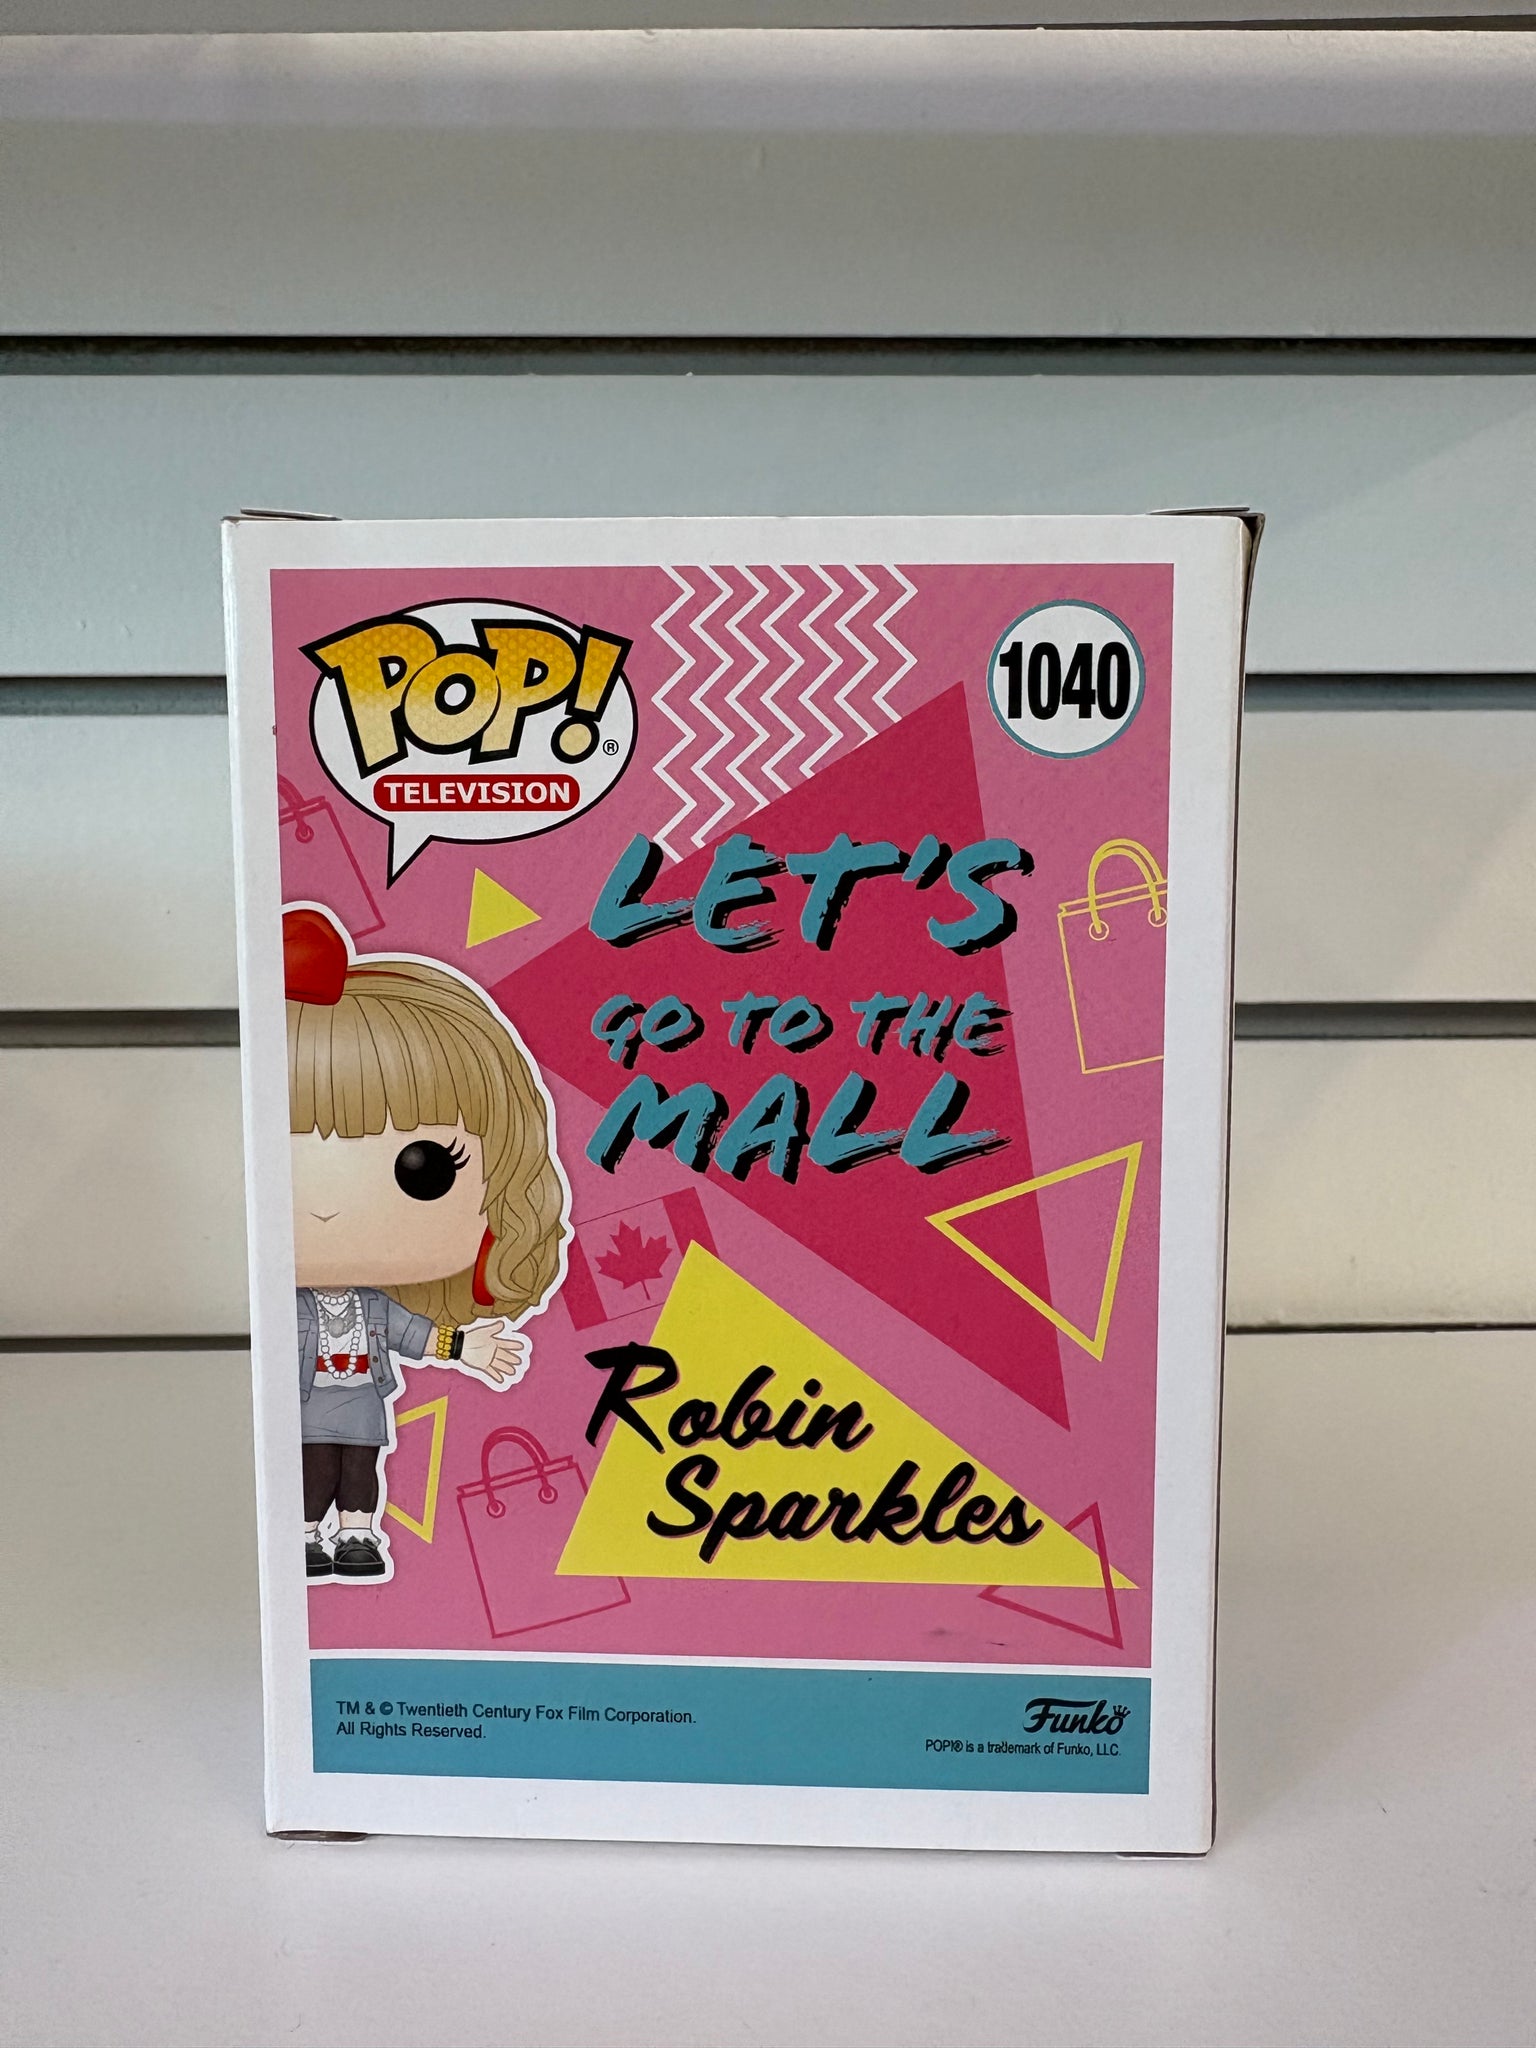 POP!®
TELEVISION
1040
LET'S
GO TO THE
MALL
Robin
Sparkles
TM & © Twentieth Century Fox Film Corporation.
All Rights Reserved.
Funko
POP!® is a trademark of Funko, LLC.